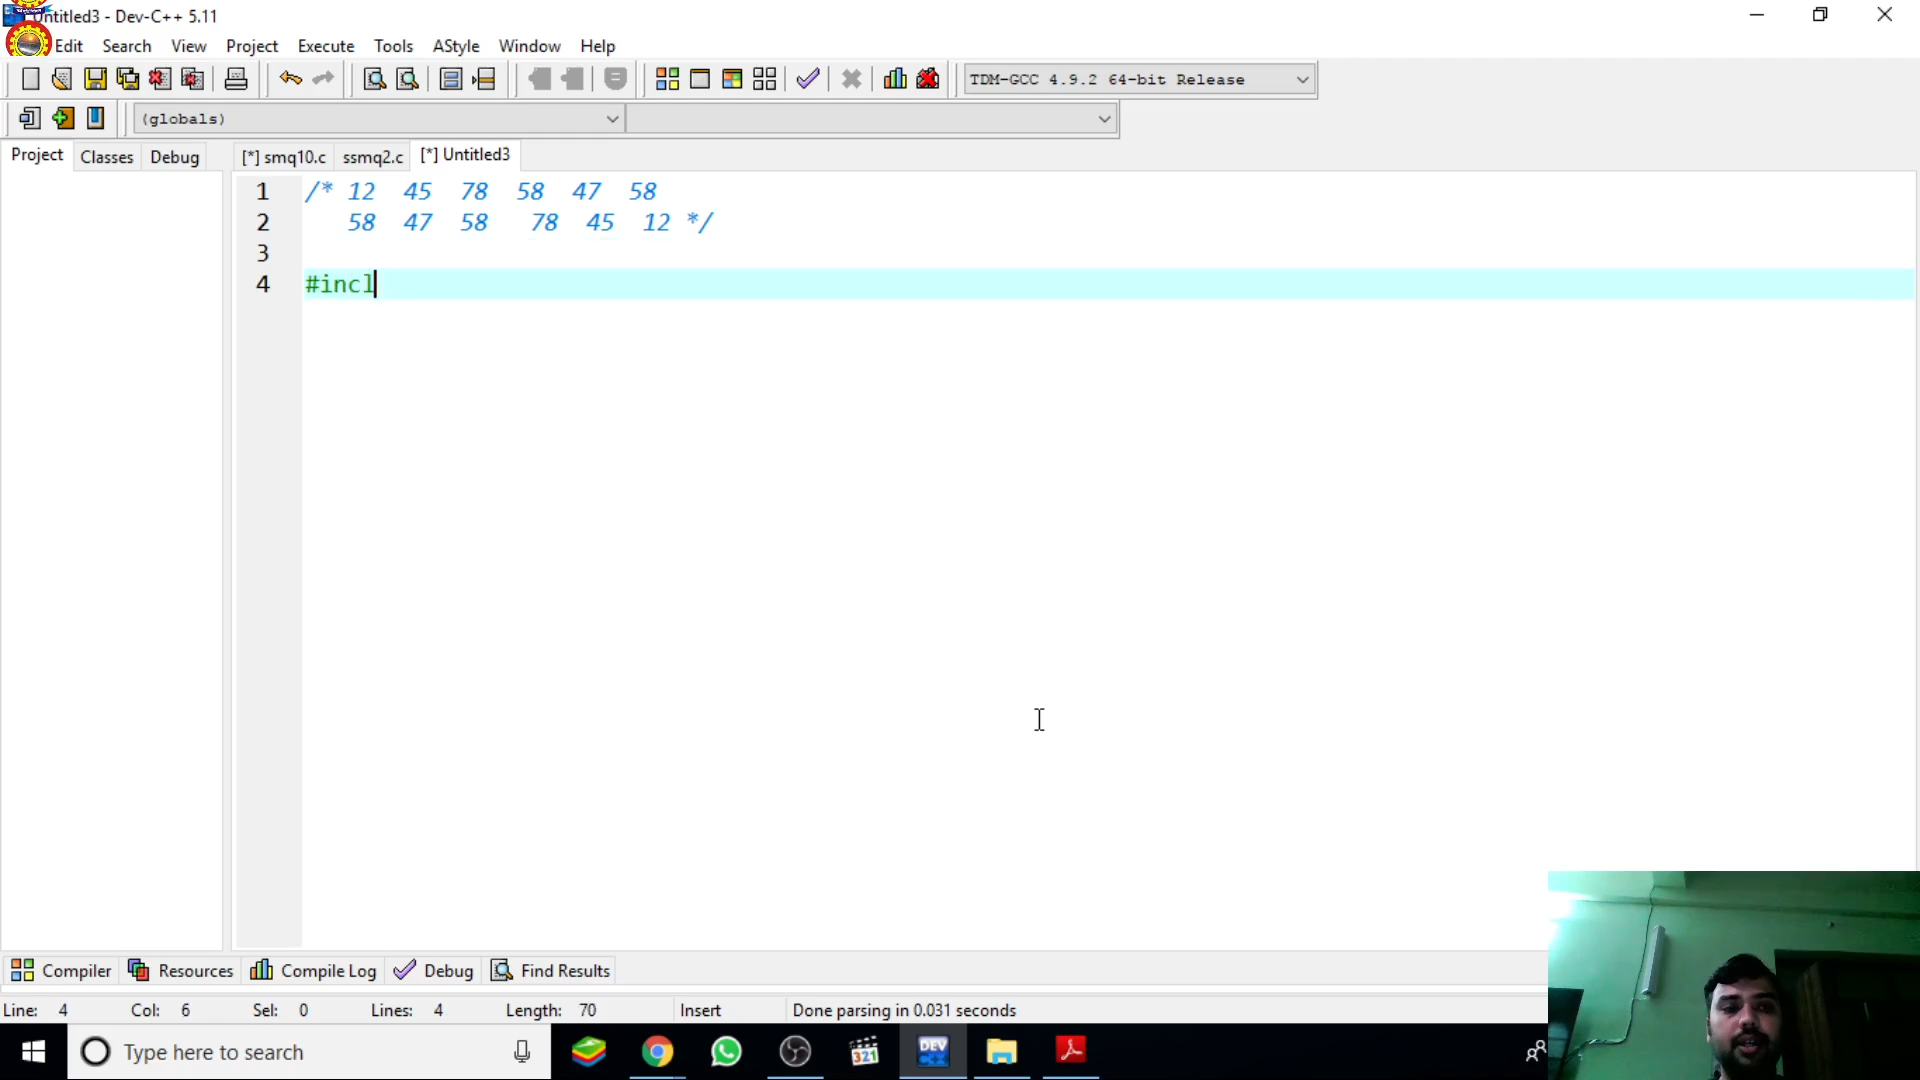 Untitled3 - Dev-C++ 5.11
Edit Search View Project Execute Tools AStyle Window Help
TDM-GCC 4.9.2 64-bit Release
(globals)
Project Classes Debug [*] smq10.c ssmq2.c [*] Untitled3
1 /* 12 45 78 58 47 58
2 58 47 58 78 45 12 */
3
4 #incl
Compiler Resources Compile Log Debug Find Results
Line: 4 Col: 6 Sel: 0 Lines: 4 Length: 70 Insert Done parsing in 0.031 seconds
Type here to search 321 DEV C++